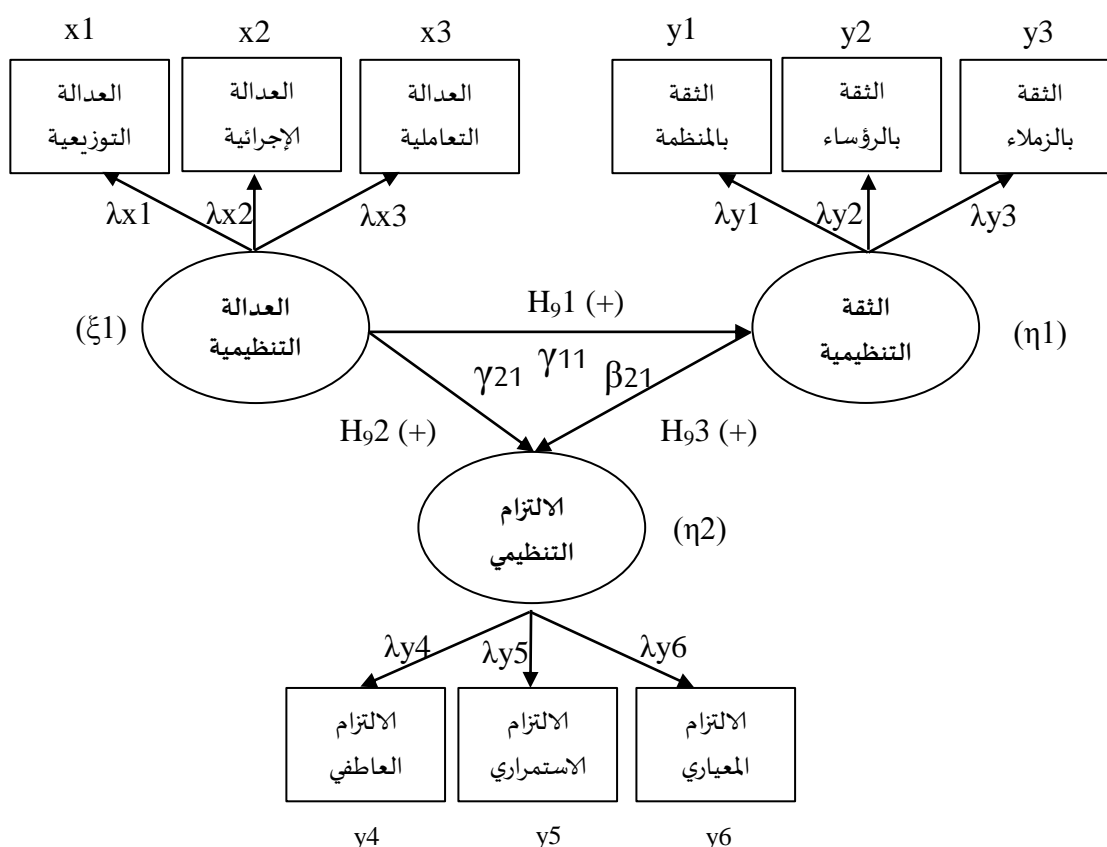 x1
x2
x3
y1
y2
y3
العدالة
التوزيعية
العدالة
الإجرائية
العدالة
التعاملية
الثقة
بالمنظمة
الثقة
بالرؤساء
الثقة
بالزملاء
λx1
λx2
λx3
λy1
λy2
λy3
(ξ1)
العدالة
التنظيمية
H₉1 (+)
الثقة
التنظيمية
(η1)
γ21
γ11
β21
H₉2 (+)
H₉3 (+)
الالتزام
التنظيمي
(η2)
λy4
λy5
λy6
الالتزام
العاطفي
الالتزام
الاستمراري
الالتزام
المعياري
y4
y5
y6